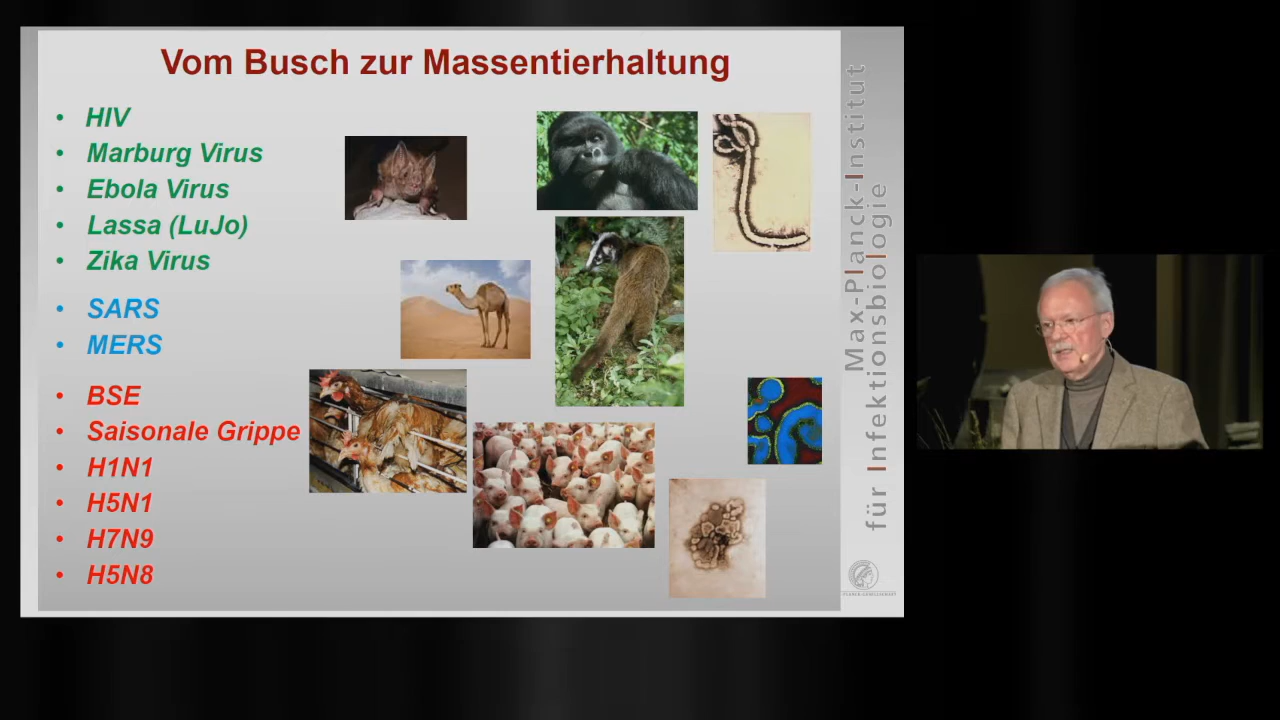 Vom Busch zur Massentierhaltung
• HIV
• Marburg Virus
• Ebola Virus
• Lassa (LuJo)
• Zika Virus
• SARS
• MERS
• BSE
• Saisonale Grippe
• H1N1
• H5N1
• H7N9
• H5N8
Max-Planck-Institut
für Infektionsbiologie